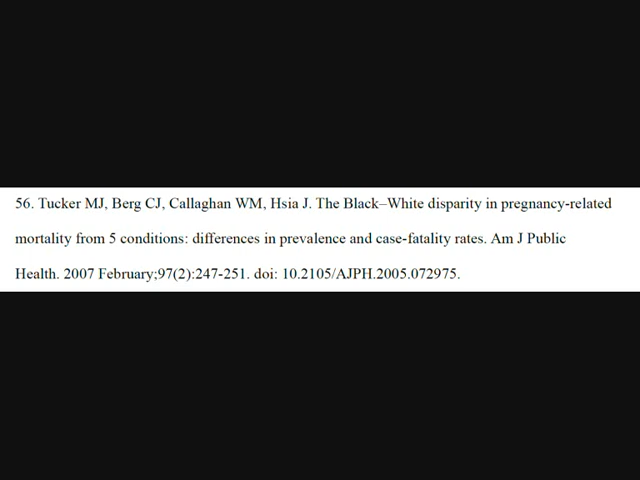 56. Tucker MJ, Berg CJ, Callaghan WM, Hsia J. The Black–White disparity in pregnancy-related
mortality from 5 conditions: differences in prevalence and case-fatality rates. Am J Public
Health. 2007 February;97(2):247-251. doi: 10.2105/AJPH.2005.072975.